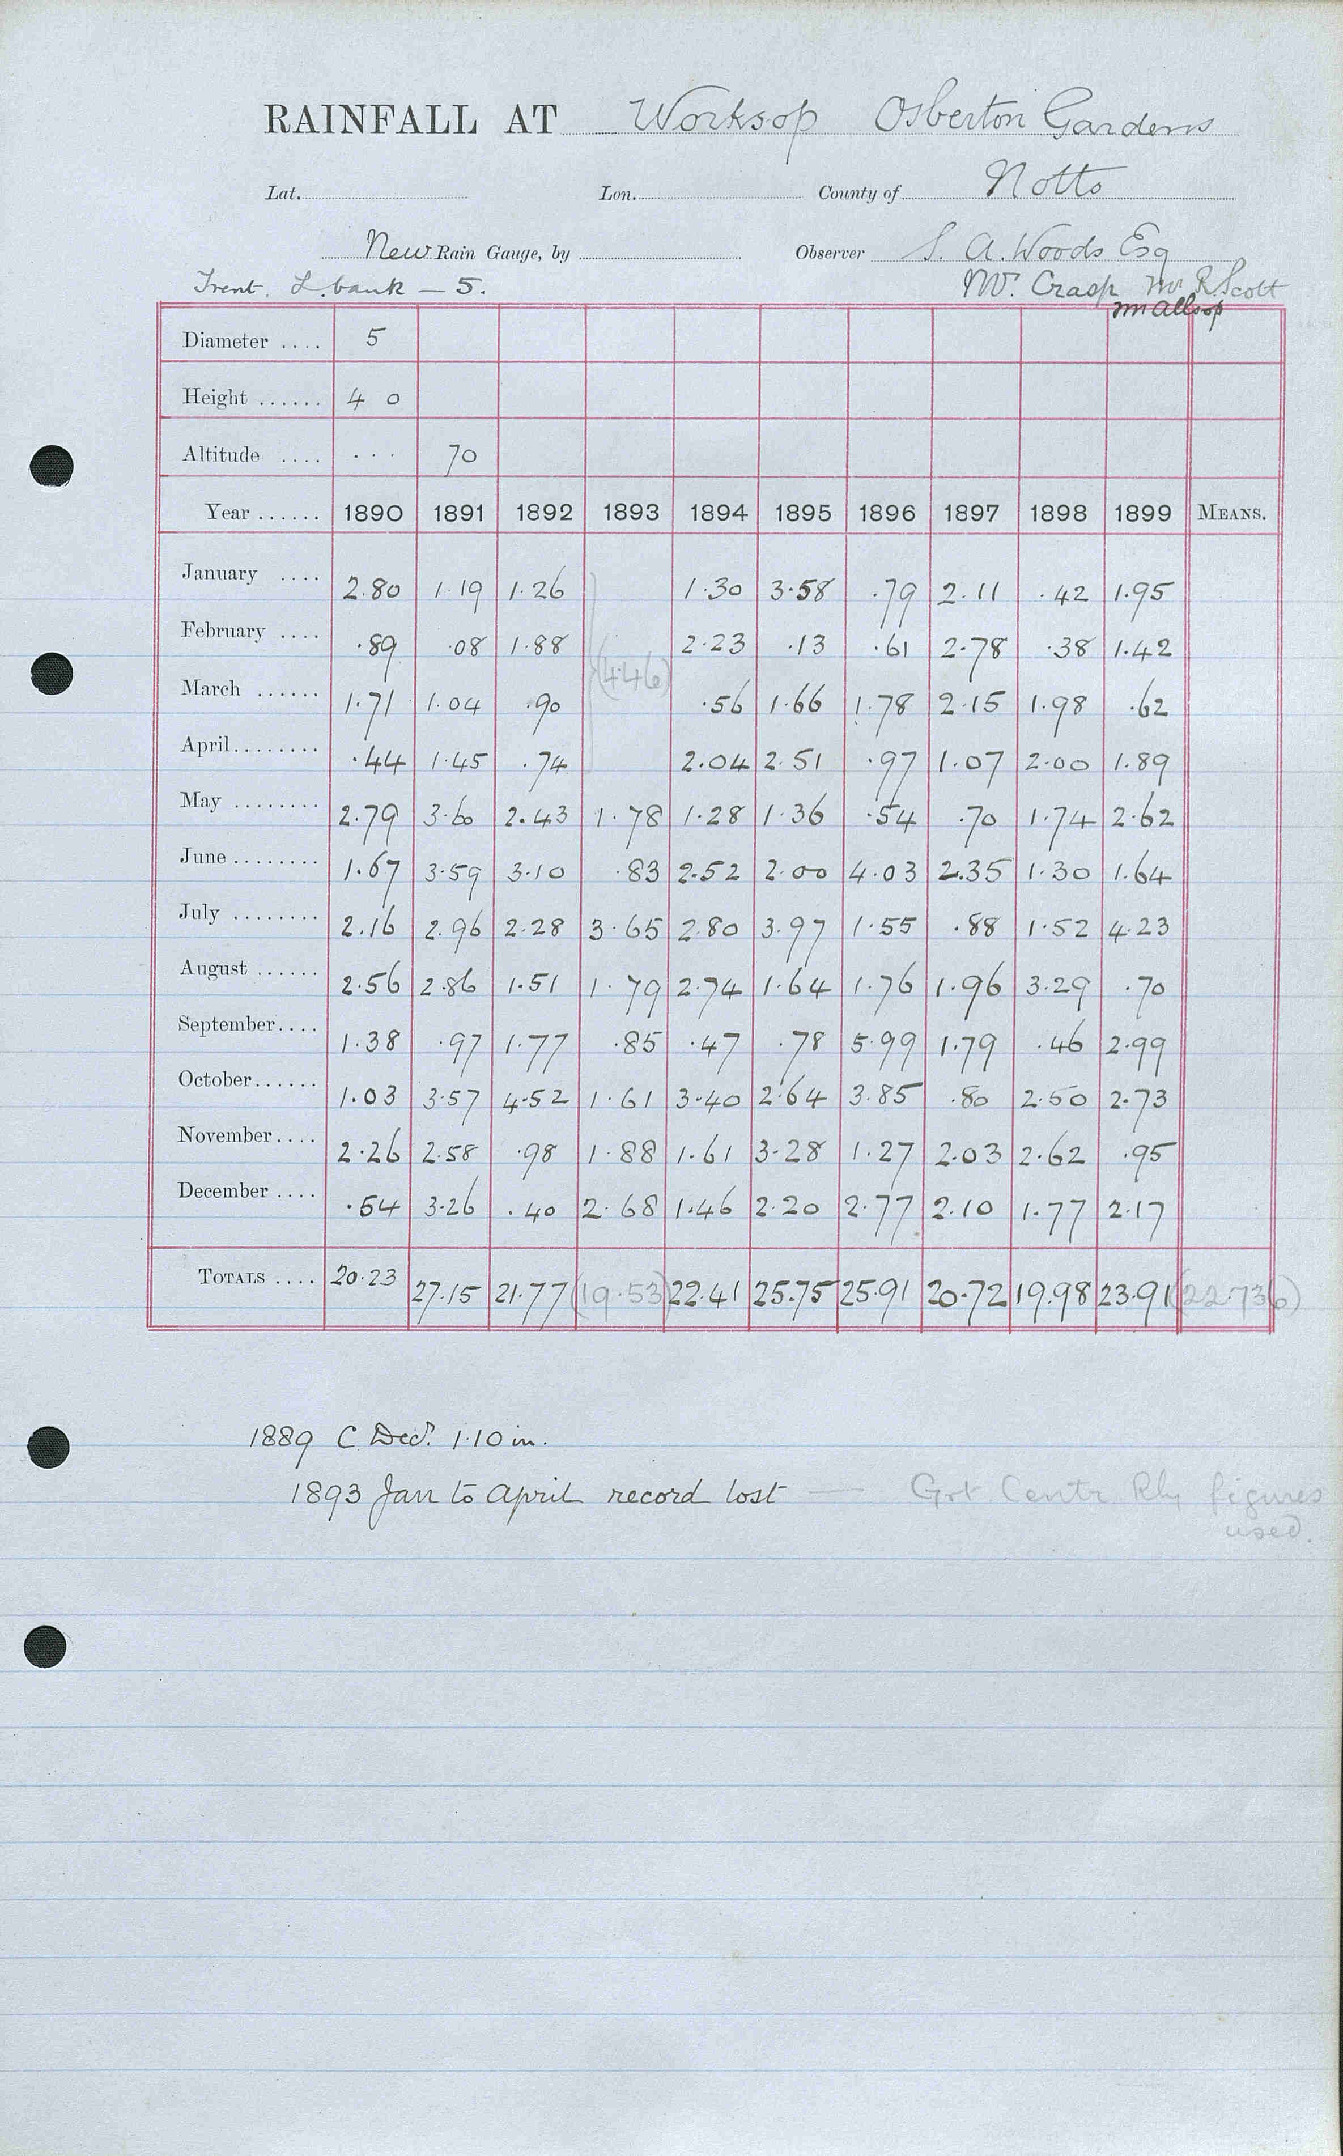 RAINFALL AT Worksop Osberton Gardens
Lat. Lon. County of Notts
New Rain Gauge, by Observer S. A. Woods Esq
Trent. L. bank — 5. Mr. Crasp Mr R Scott
Mr Allsop
Diameter .... 5
Height ...... 4 0
Altitude .... ... 70
Year ...... 1890 1891 1892 1893 1894 1895 1896 1897 1898 1899 MEANS.
January .... 2.80 1.19 1.26 1.30 3.58 .79 2.11 .42 1.95
February .... .89 .08 1.88 2.23 .13 .61 2.78 .38 1.42
(4.46)
March ...... 1.71 1.04 .90 .56 1.66 1.78 2.15 1.98 .62
April........ .44 1.45 .74 2.04 2.51 .97 1.07 2.00 1.89
May ........ 2.79 3.60 2.43 1.78 1.28 1.36 .54 .70 1.74 2.62
June ........ 1.67 3.59 3.10 .83 2.52 2.00 4.03 2.35 1.30 1.64
July ........ 2.16 2.96 2.28 3.65 2.80 3.97 1.55 .88 1.52 4.23
August ...... 2.56 2.86 1.51 1.79 2.74 1.64 1.76 1.96 3.29 .70
September.... 1.38 .97 1.77 .85 .47 .78 5.99 1.79 .46 2.99
October...... 1.03 3.57 4.52 1.61 3.40 2.64 3.85 .80 2.50 2.73
November.... 2.26 2.58 .98 1.88 1.61 3.28 1.27 2.03 2.62 .95
December .... .54 3.26 .40 2.68 1.46 2.20 2.77 2.10 1.77 2.17
TOTALS .... 20.23 27.15 21.77 (19.53) 22.41 25.75 25.91 20.72 19.98 23.91 (22.736)
1889 C Decr. 1.10 in.
1893 Jan to April record lost — Grt Centr. Rly figures
used.